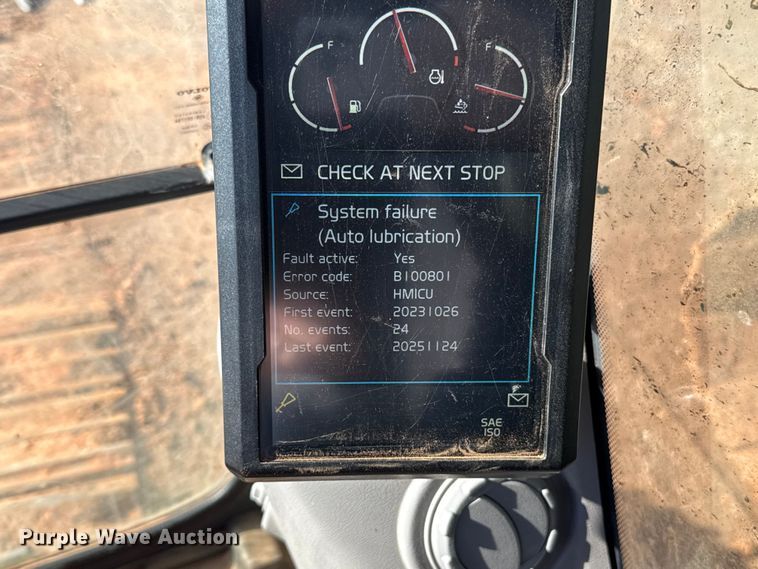 F
F
VOLVO
CHECK AT NEXT STOP
System failure
(Auto lubrication)
Fault active: Yes
Error code: B100801
Source: HMICU
First event: 20231026
No. events: 24
Last event: 20251124
SAE
ISO
Purple Wave Auction